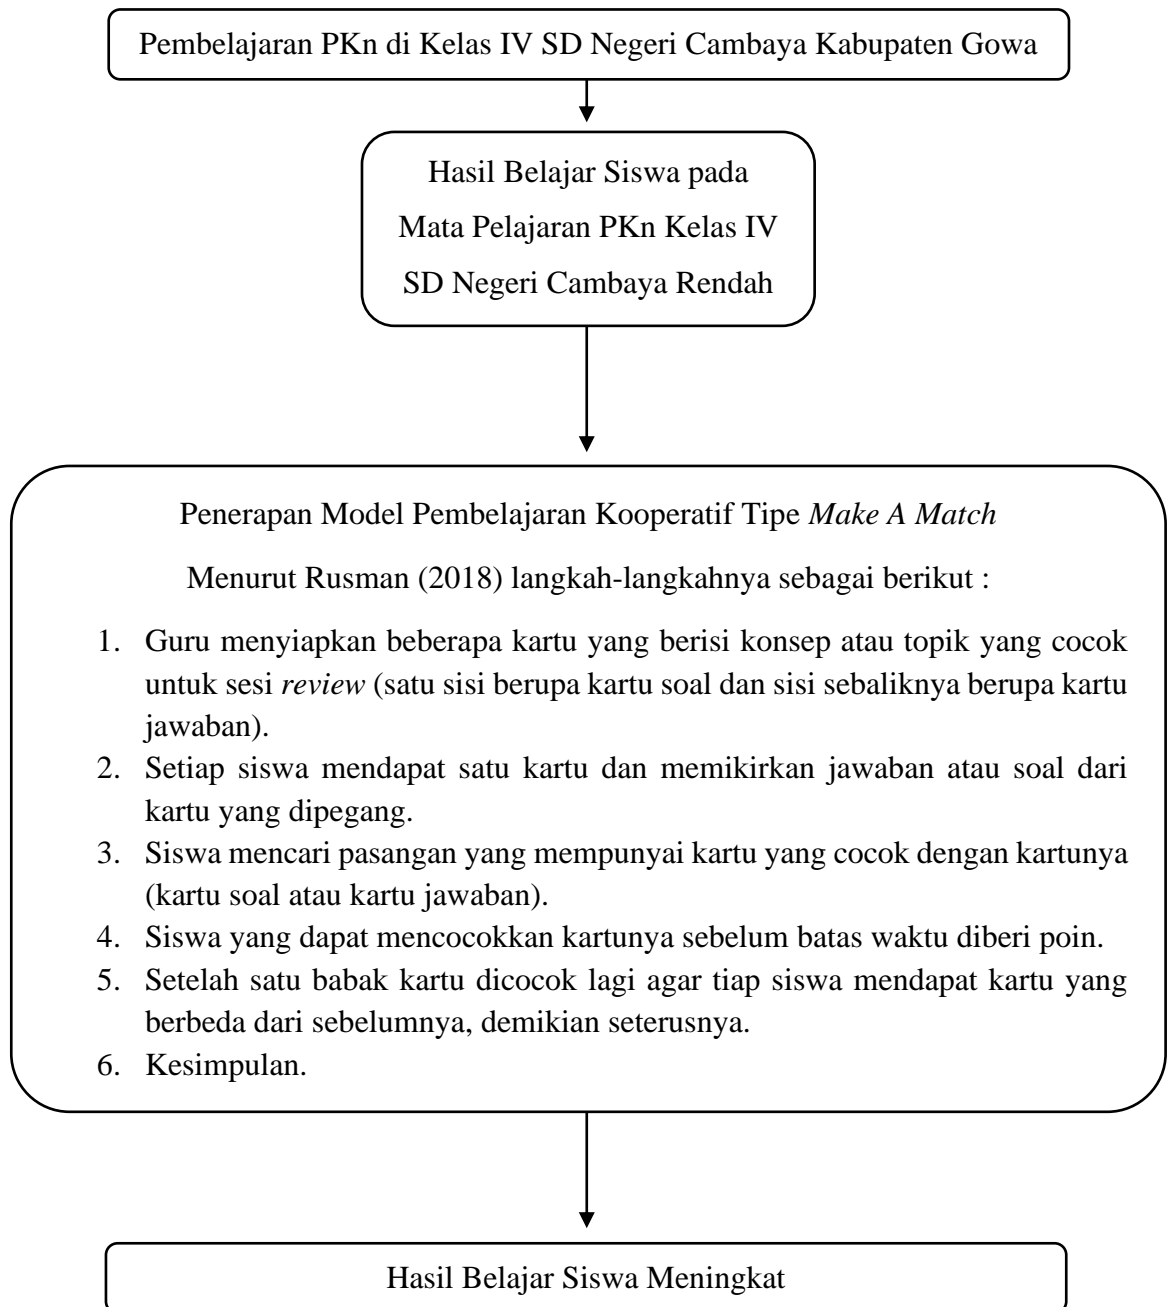 Pembelajaran PKn di Kelas IV SD Negeri Cambaya Kabupaten Gowa
Hasil Belajar Siswa pada
Mata Pelajaran PKn Kelas IV
SD Negeri Cambaya Rendah
Penerapan Model Pembelajaran Kooperatif Tipe Make A Match
Menurut Rusman (2018) langkah-langkahnya sebagai berikut :
1. Guru menyiapkan beberapa kartu yang berisi konsep atau topik yang cocok
untuk sesi review (satu sisi berupa kartu soal dan sisi sebaliknya berupa kartu
jawaban).
2. Setiap siswa mendapat satu kartu dan memikirkan jawaban atau soal dari
kartu yang dipegang.
3. Siswa mencari pasangan yang mempunyai kartu yang cocok dengan kartunya
(kartu soal atau kartu jawaban).
4. Siswa yang dapat mencocokkan kartunya sebelum batas waktu diberi poin.
5. Setelah satu babak kartu dicocok lagi agar tiap siswa mendapat kartu yang
berbeda dari sebelumnya, demikian seterusnya.
6. Kesimpulan.
Hasil Belajar Siswa Meningkat